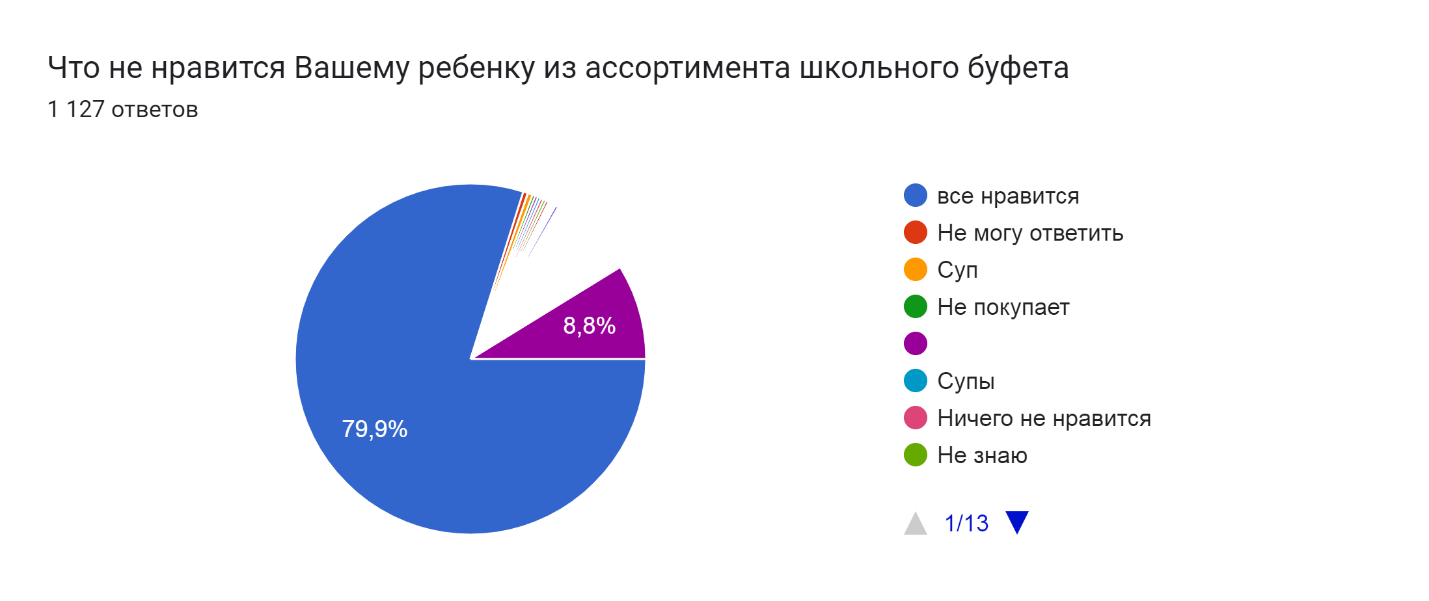 Что не нравится Вашему ребенку из ассортимента школьного буфета
1 127 ответов
8,8%
79,9%
все нравится
Не могу ответить
Суп
Не покупает
Супы
Ничего не нравится
Не знаю
1/13